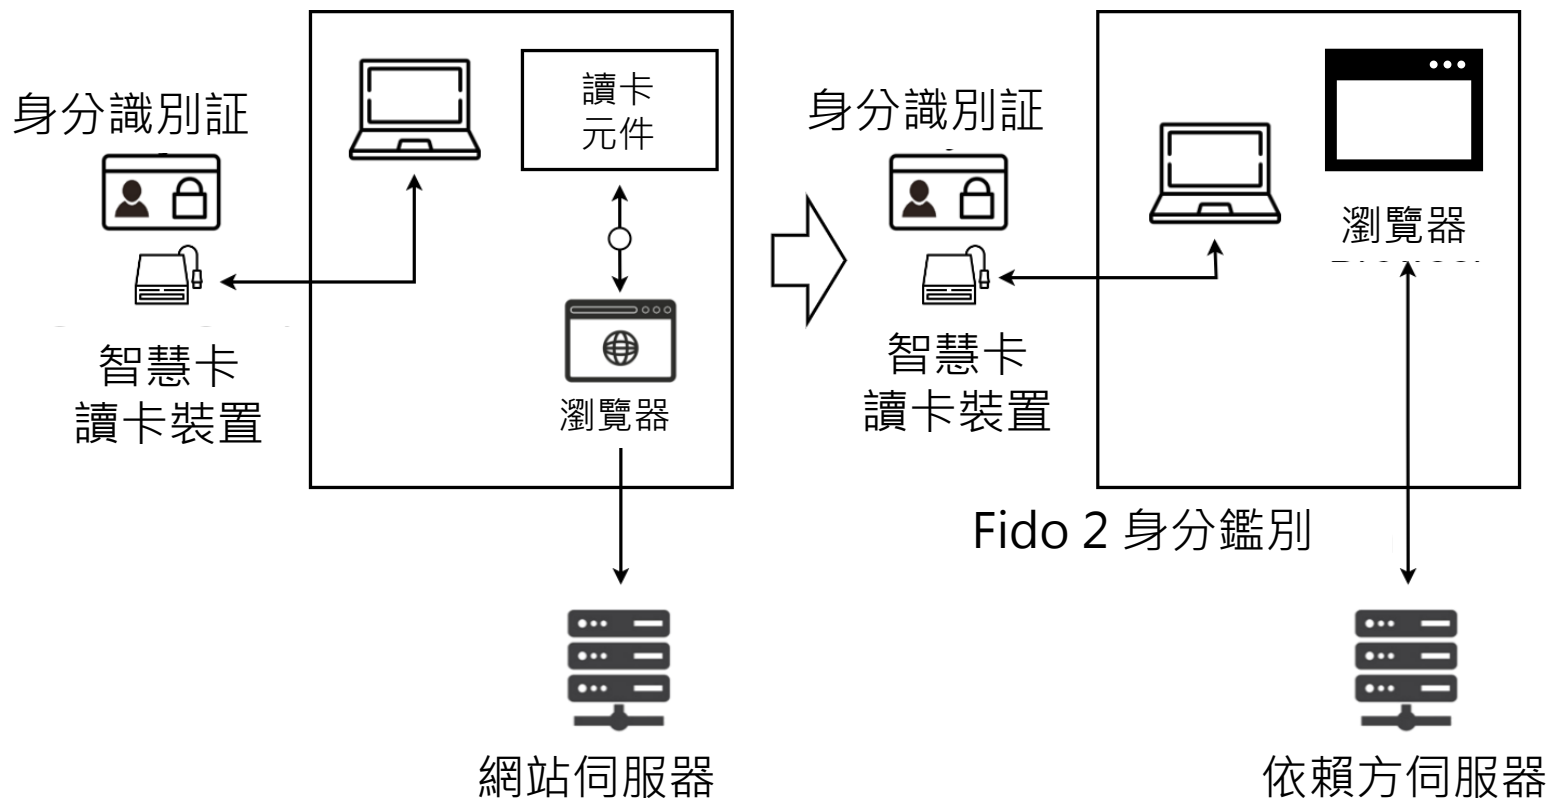 身分識別証
讀卡
元件
智慧卡
讀卡裝置
瀏覽器
網站伺服器
身分識別証
瀏覽器
智慧卡
讀卡裝置
Fido 2 身分鑑別
依賴方伺服器